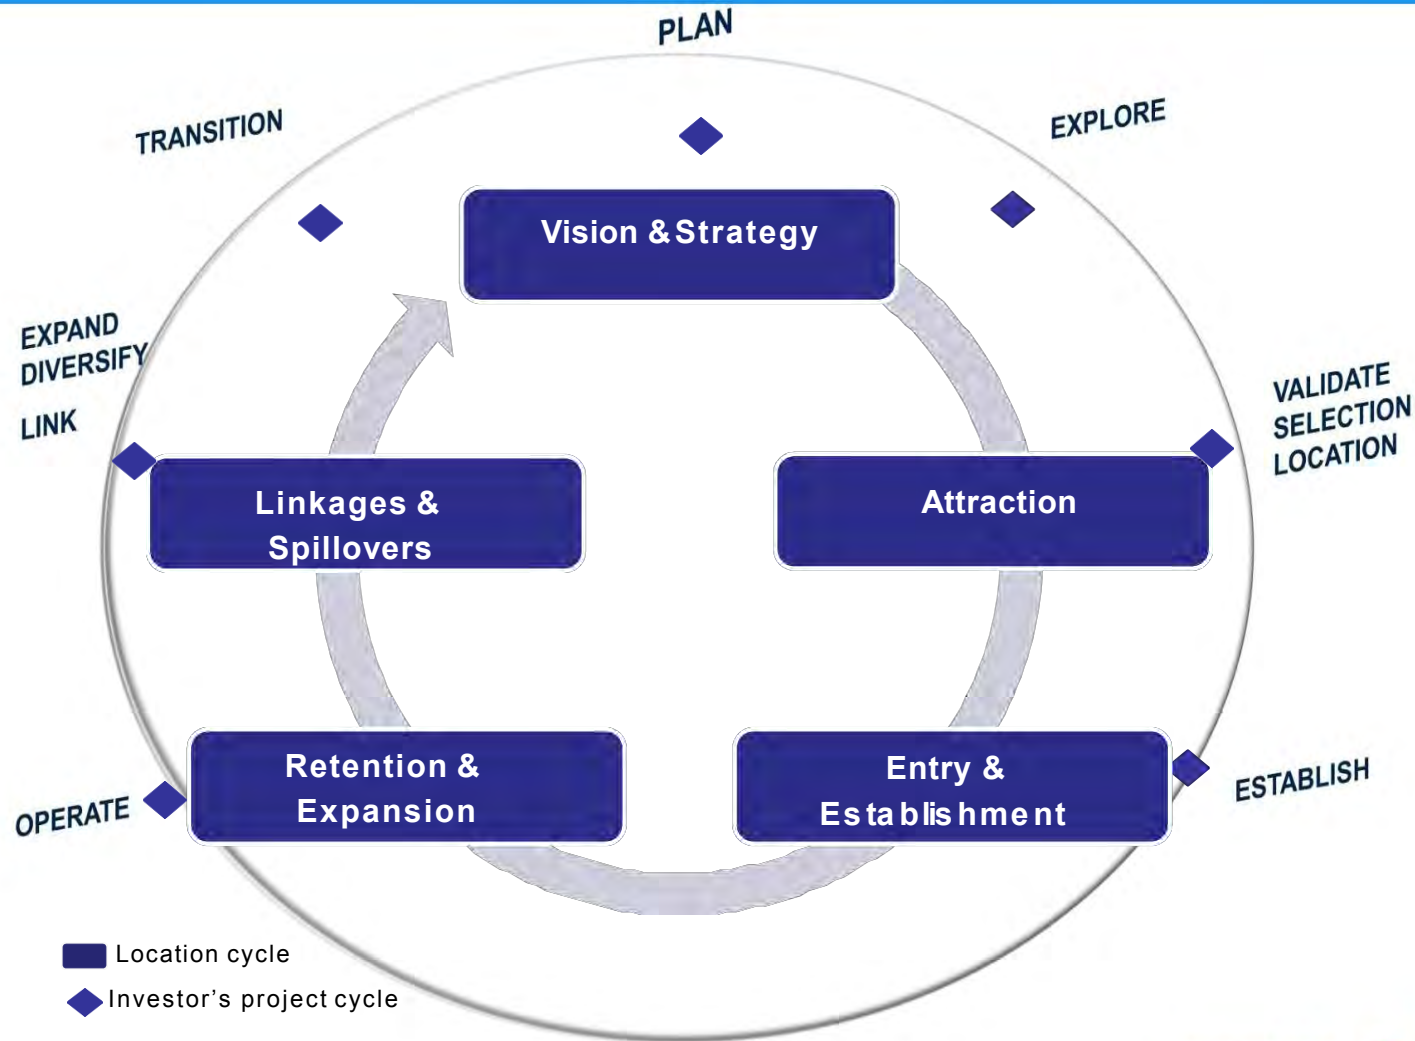 PLAN
TRANSITION
EXPLORE
Vision & Strategy
EXPAND
DIVERSIFY
LINK
VALIDATE
SELECTION
LOCATION
Linkages &
Spillovers
Attraction
Retention &
Expansion
Entry &
Establishment
OPERATE
ESTABLISH
Location cycle
Investor’s project cycle